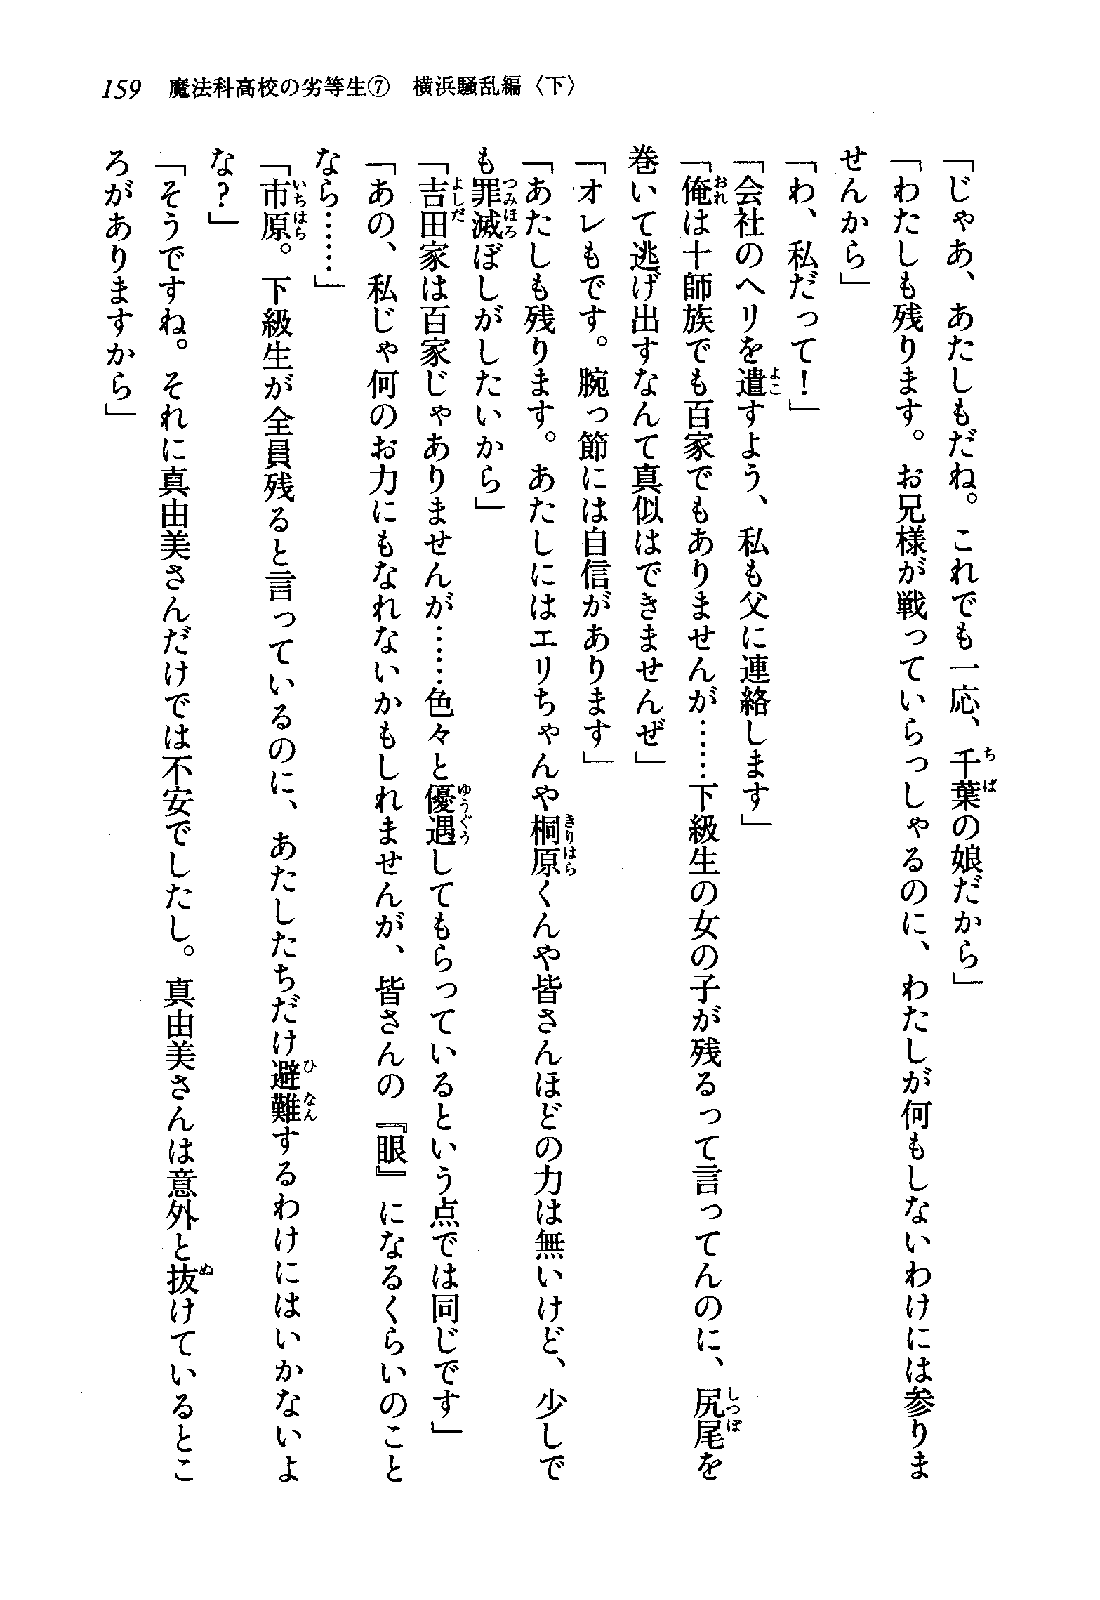 159 魔法科高校の劣等生⑦ 横浜騒乱編〈下〉
「じゃあ、あたしもだね。これでも一応、千葉の娘だから」
「わたしも残ります。お兄様が戦っていらっしゃるのに、わたしが何もしないわけには参りま
せんから」
「わ、私だって！」
「会社のヘリを遣すよう、私も父に連絡します」
「俺は十師族でも百家でもありませんが……下級生の女の子が残るって言ってんのに、尻尾を
巻いて逃げ出すなんて真似はできませんぜ」
「オレもです。腕っ節には自信があります」
「あたしも残ります。あたしにはエリちゃんや桐原くんや皆さんほどの力は無いけど、少しで
も罪滅ぼしがしたいから」
「吉田家は百家じゃありませんが……色々と優遇してもらっているという点では同じです」
「あの、私じゃ何のお力にもなれないかもしれませんが、皆さんの『眼』になるくらいのこと
なら……」
「市原。下級生が全員残ると言っているのに、あたしたちだけ避難するわけにはいかないよ
な？」
「そうですね。それに真由美さんだけでは不安でしたし。真由美さんは意外と抜けているとこ
ろがありますから」